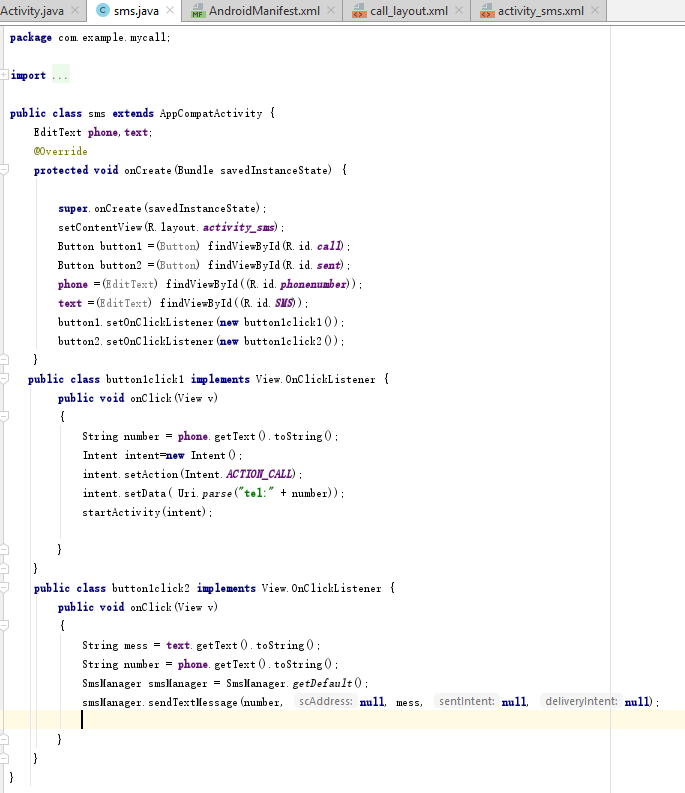 Activity.java × sms.java × AndroidManifest.xml × call_layout.xml × activity_sms.xml ×
package com.example.mycall;
import ...
public class sms extends AppCompatActivity {
EditText phone,text;
@Override
protected void onCreate(Bundle savedInstanceState) {
super.onCreate(savedInstanceState);
setContentView(R.layout.activity_sms);
Button button1 =(Button) findViewById(R.id.call);
Button button2 =(Button) findViewById(R.id.sent);
phone =(EditText) findViewById((R.id.phonenumber));
text =(EditText) findViewById((R.id.SMS));
button1.setOnClickListener(new button1click1());
button2.setOnClickListener(new button1click2());
}
public class button1click1 implements View.OnClickListener {
public void onClick(View v)
{
String number = phone.getText().toString();
Intent intent=new Intent();
intent.setAction(Intent.ACTION_CALL);
intent.setData( Uri.parse("tel:" + number));
startActivity(intent);
}
}
public class button1click2 implements View.OnClickListener {
public void onClick(View v)
{
String mess = text.getText().toString();
String number = phone.getText().toString();
SmsManager smsManager = SmsManager.getDefault();
smsManager.sendTextMessage(number, scAddress: null, mess, sentIntent: null, deliveryIntent: null);
}
}
}